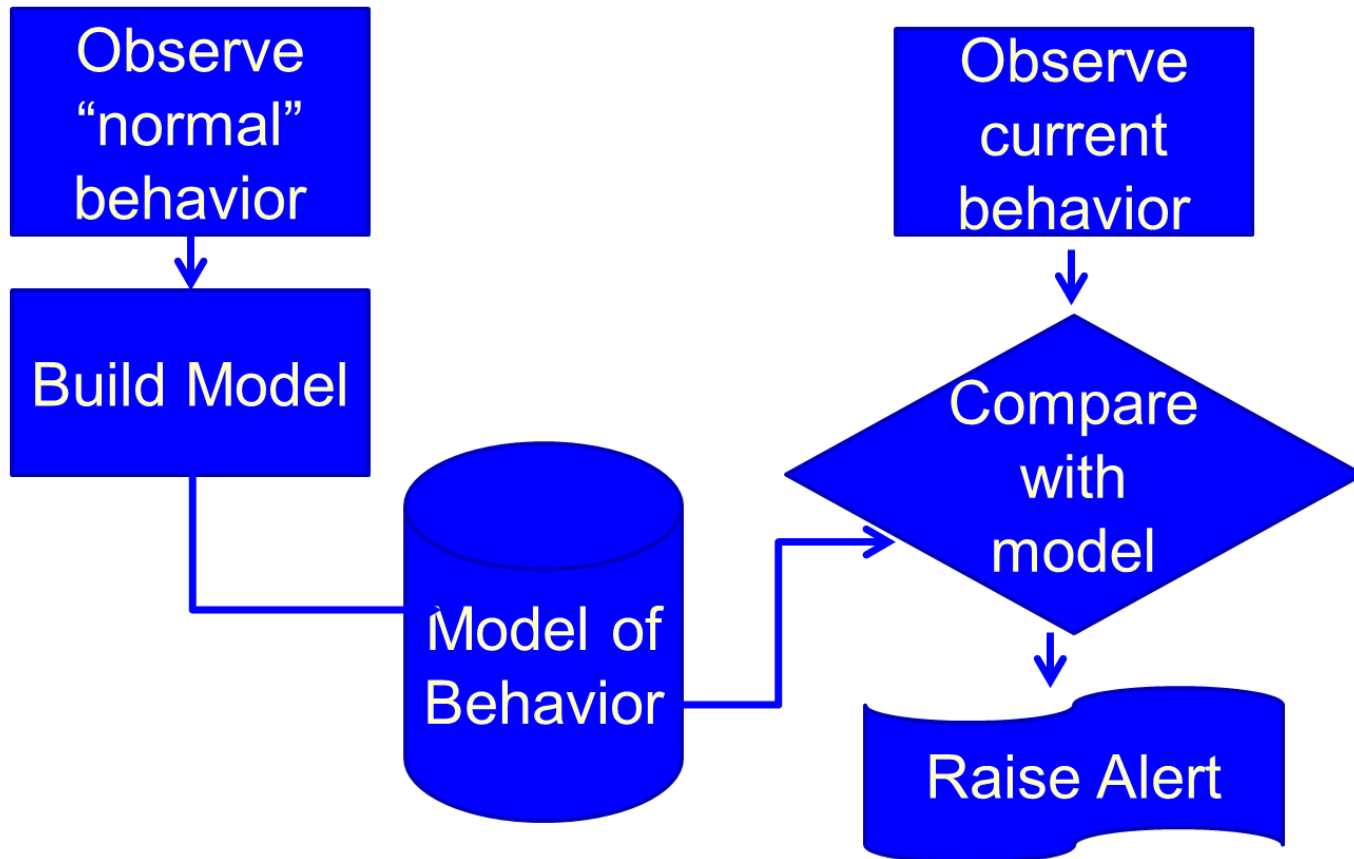 Observe
“normal”
behavior
Build Model
Model of
Behavior
Observe
current
behavior
Compare
with
model
Raise Alert